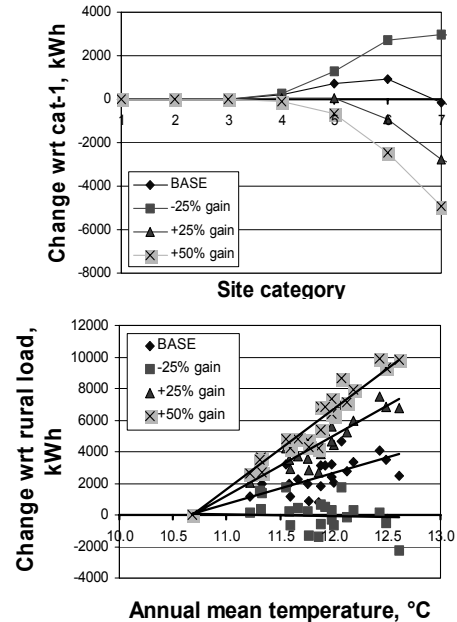 Change wrt cat-1, kWh
4000
2000
0
-2000
-4000
-6000
-8000
1 2 3 4 5 6 7
BASE
-25% gain
+25% gain
+50% gain
Site category
Change wrt rural load,
kWh
12000
10000
8000
6000
4000
2000
0
-2000
-4000
BASE
-25% gain
+25% gain
+50% gain
10.0 10.5 11.0 11.5 12.0 12.5 13.0
Annual mean temperature, °C